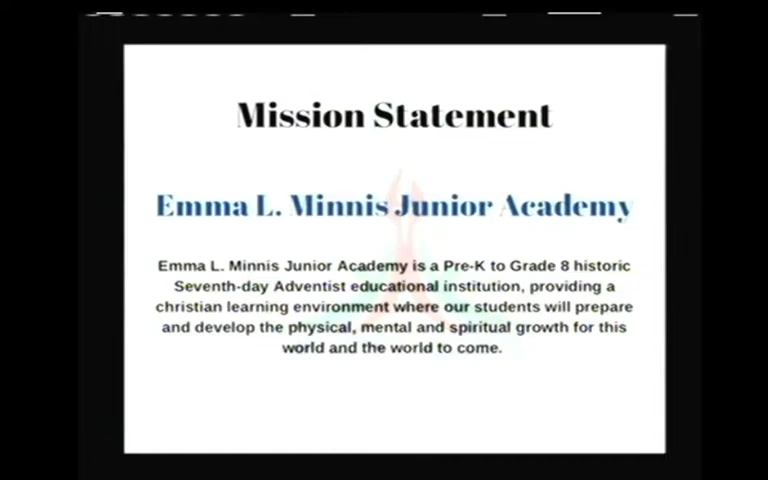 Mission Statement
Emma L. Minnis Junior Academy
Emma L. Minnis Junior Academy is a Pre-K to Grade 8 historic
Seventh-day Adventist educational institution, providing a
christian learning environment where our students will prepare
and develop the physical, mental and spiritual growth for this
world and the world to come.